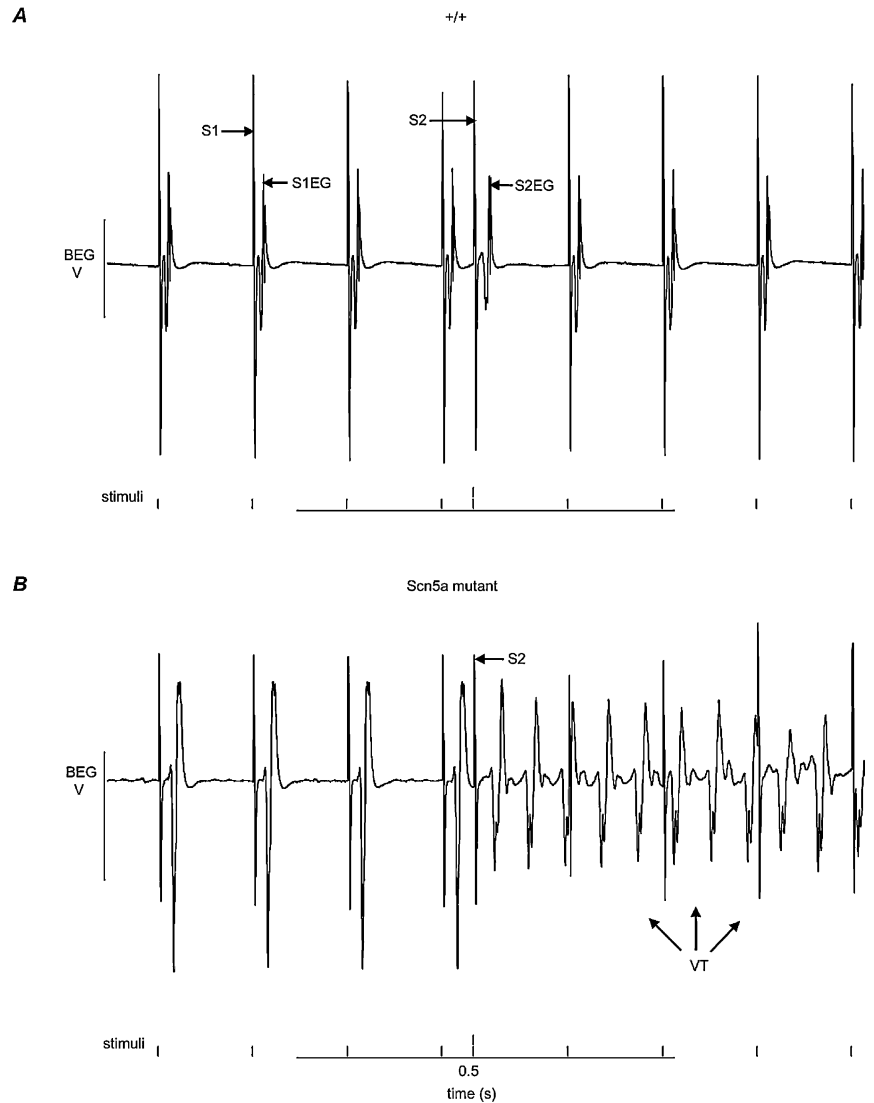 A
+/+
S1
S2
S1EG
S2EG
BEG
V
stimuli
B
Scn5a mutant
S2
BEG
V
VT
stimuli
0.5
time (s)